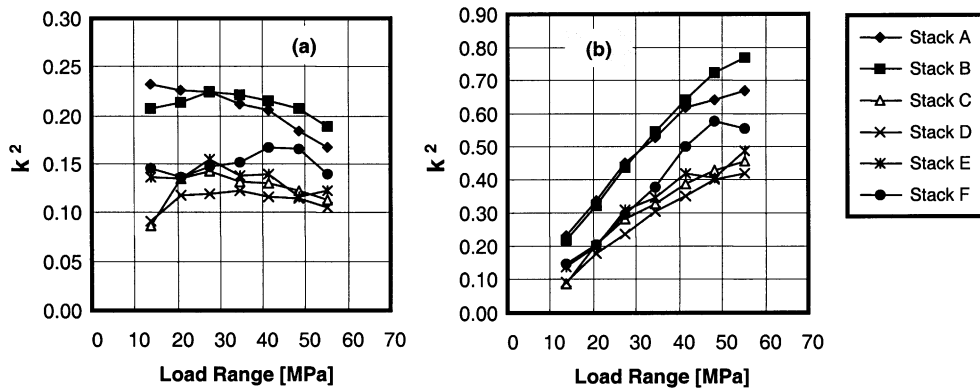 0.30
0.25
0.20
0.15
0.10
0.05
0.00
k 2
(a)
0 10 20 30 40 50 60 70
Load Range [MPa]
0.90
0.80
0.70
0.60
0.50
0.40
0.30
0.20
0.10
0.00
k 2
(b)
0 10 20 30 40 50 60 70
Load Range [MPa]
Stack A
Stack B
Stack C
Stack D
Stack E
Stack F